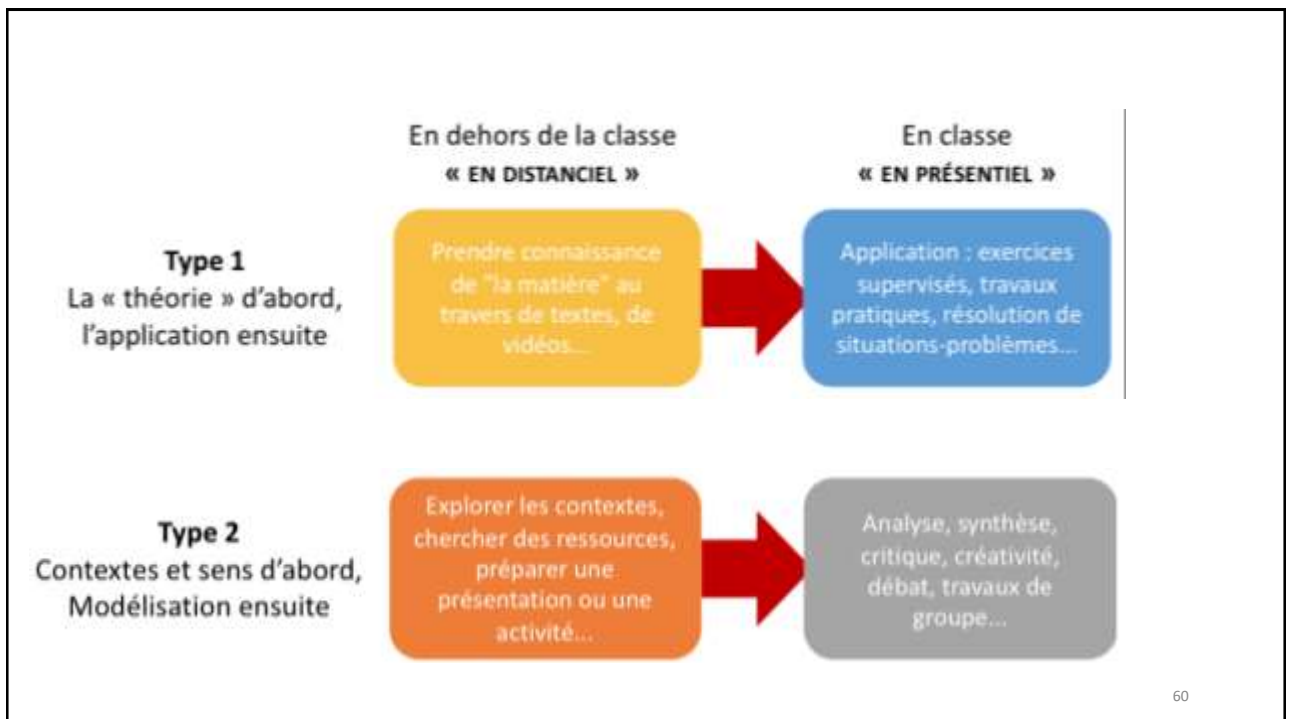 En dehors de la classe
« EN DISTANCIEL »
En classe
« EN PRÉSENTIEL »
Type 1
La « théorie » d’abord,
l’application ensuite
Prendre connaissance
de "la matière" au
travers de textes, de
vidéos...
Application : exercices
supervisés, travaux
pratiques, résolution de
situations-problèmes...
Type 2
Contextes et sens d’abord,
Modélisation ensuite
Explorer les contextes,
chercher des ressources,
préparer une
présentation ou une
activité...
Analyse, synthèse,
critique, créativité,
débat, travaux de
groupe...
60